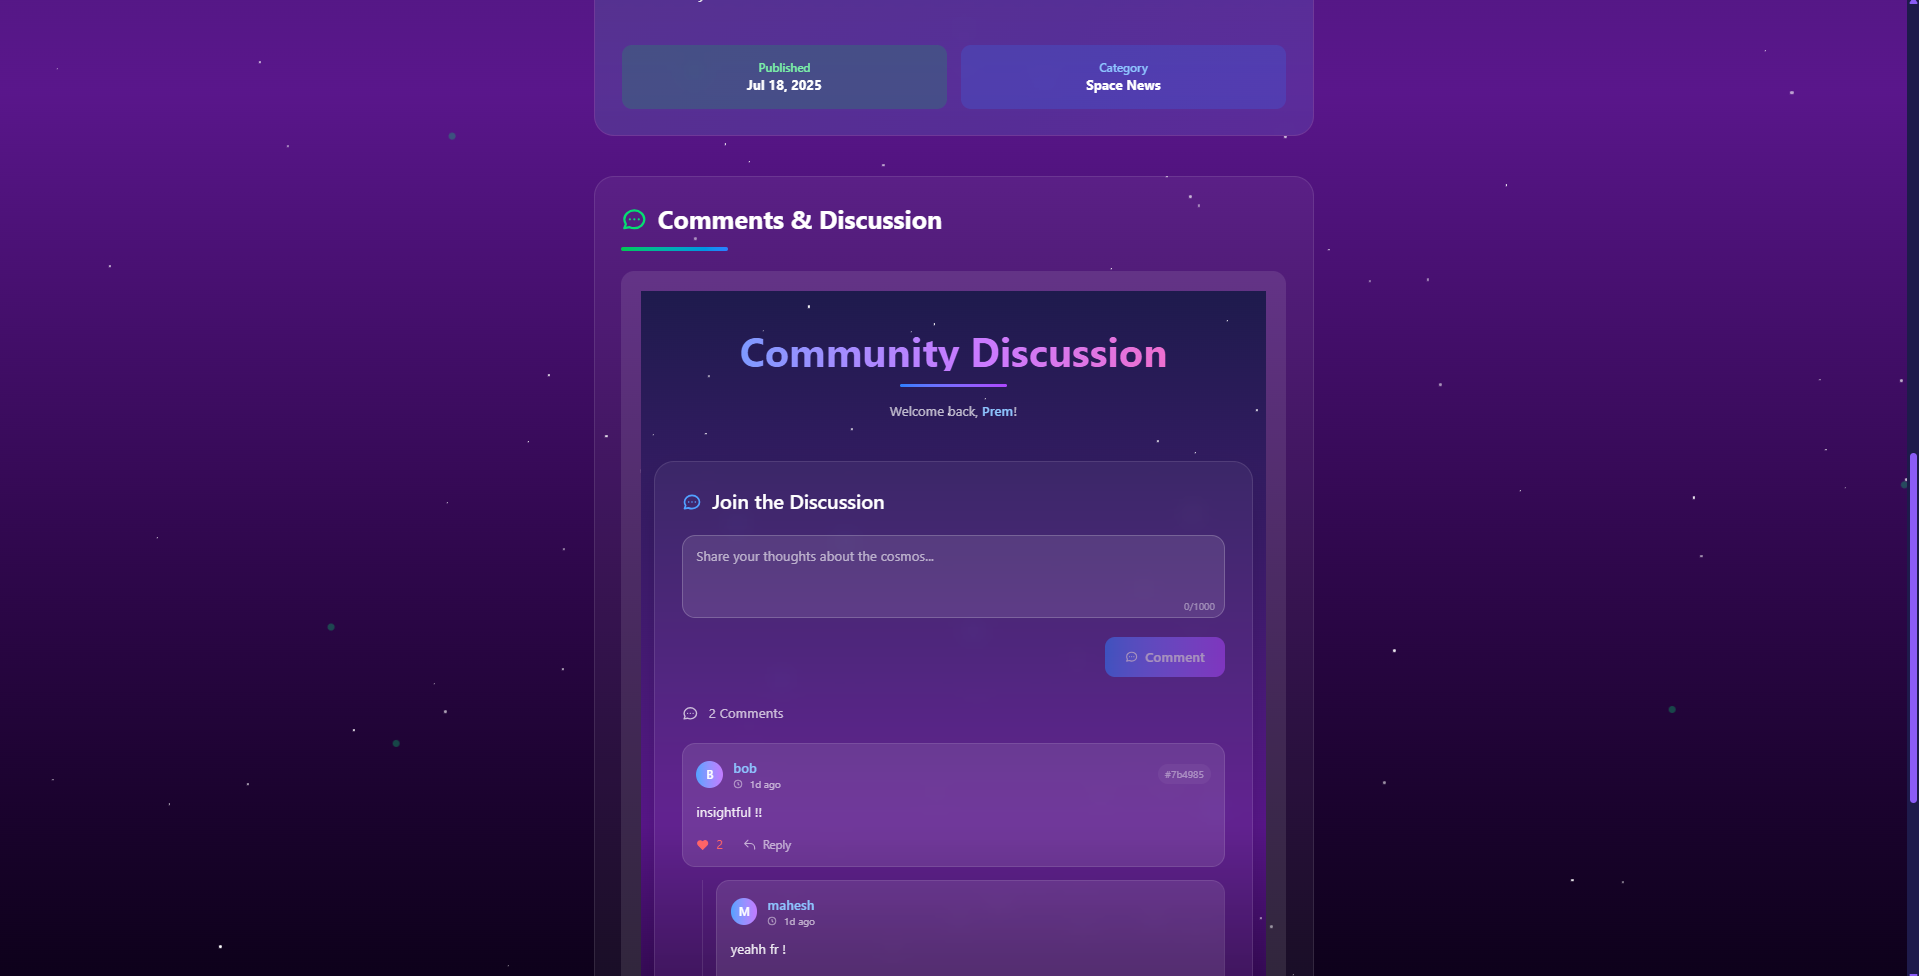 Published
Jul 18, 2025
Category
Space News
Comments & Discussion
Community Discussion
Welcome back, Prem!
Join the Discussion
Share your thoughts about the cosmos...
0/1000
Comment
2 Comments
B
bob
1d ago
#7b4985
insightful !!
2
Reply
M
mahesh
1d ago
yeahh fr !